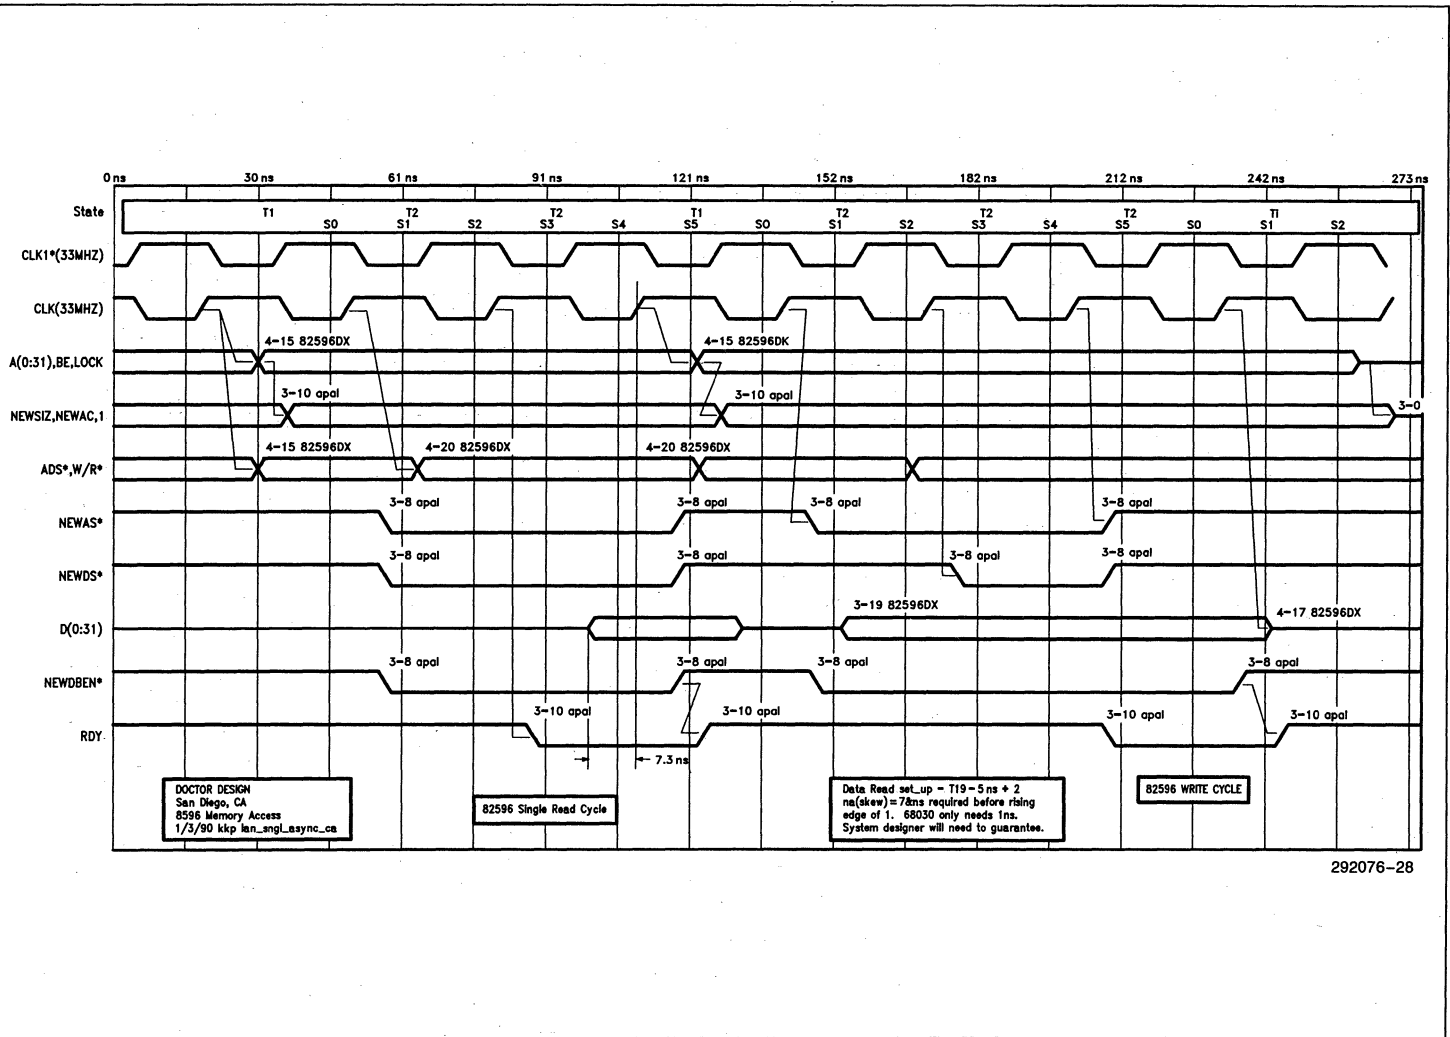 0 ns 30 ns 61 ns 91 ns 121 ns 152 ns 182 ns 212 ns 242 ns 273 ns
State T1 T2 T2 T1 T2 T2 T2 TI
S0 S1 S2 S3 S4 S5 S0 S1 S2 S3 S4 S5 S0 S1 S2
CLK1*(33MHZ)
CLK(33MHZ)
4-15 82596DX 4-15 82596DK
A(0:31),BE,LOCK
3-10 apal 3-10 apal 3-0
NEWSIZ,NEWAC,1
4-15 82596DX 4-20 82596DX 4-20 82596DX
ADS*,W/R*
3-8 apal 3-8 apal 3-8 apal 3-8 apal
NEWAS*
3-8 apal 3-8 apal 3-8 apal 3-8 apal
NEWDS*
3-19 82596DX 4-17 82596DX
D(0:31)
3-8 apal 3-8 apal 3-8 apal 3-8 apal
NEWDBEN*
3-10 apal 3-10 apal 3-10 apal 3-10 apal
RDY
7.3 ns
DOCTOR DESIGN
San Diego, CA
8596 Memory Access
1/3/90 kkp lan_sngl_async_ca
82596 Single Read Cycle
Data Read set_up - T19-5 ns + 2
na(skew)=7&ns required before rising
edge of 1. 68030 only needs 1ns.
System designer will need to guarantee.
82596 WRITE CYCLE
292076-28